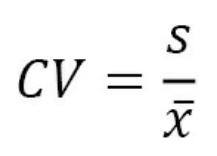 CV = s / x̄